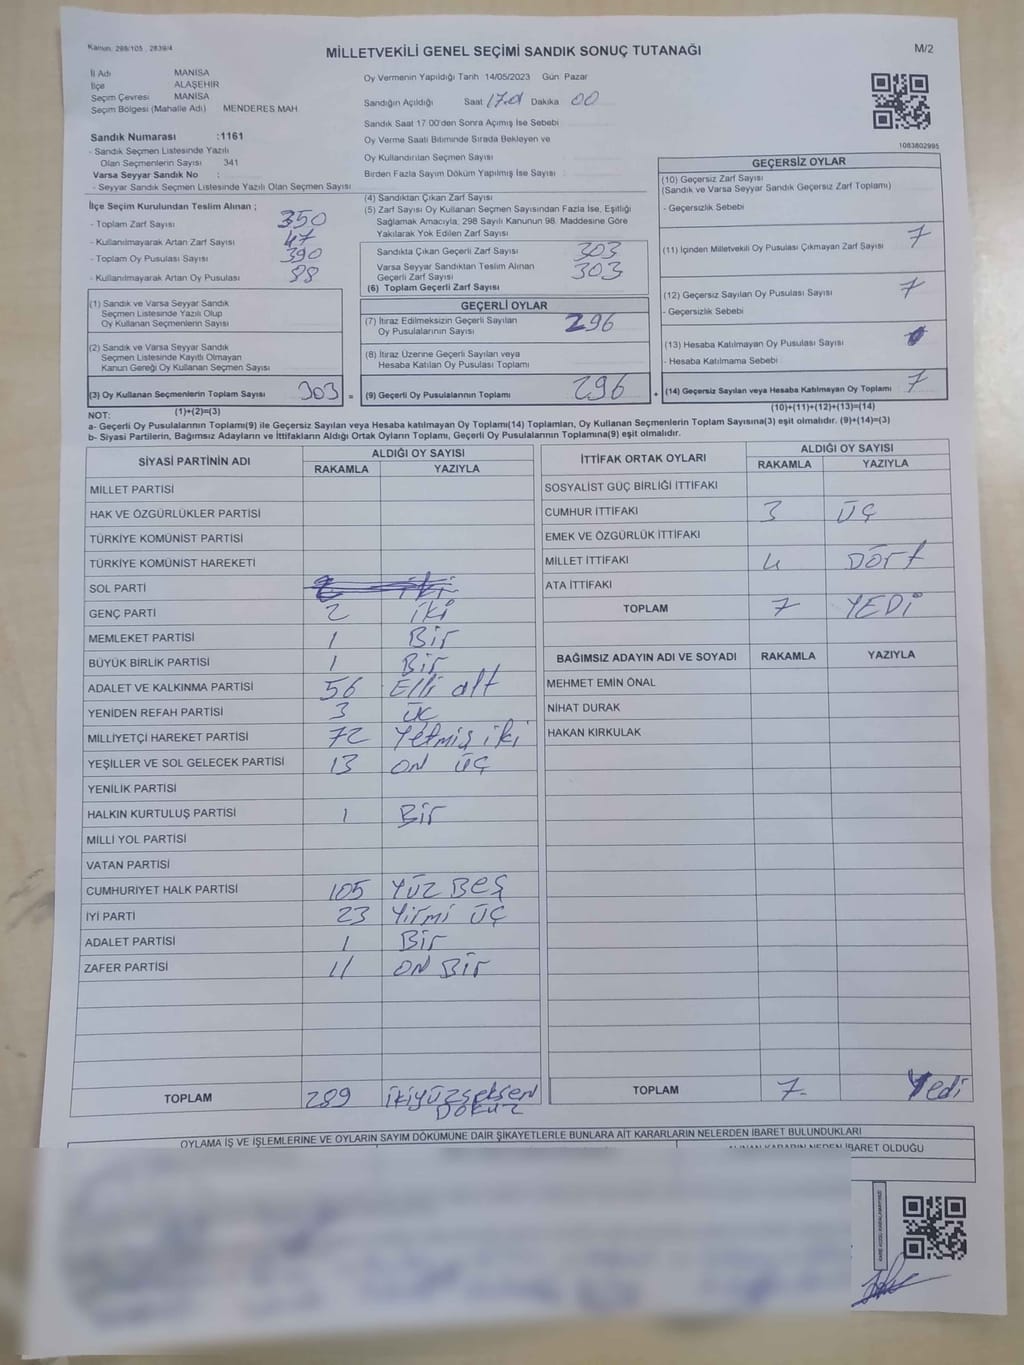 Kanun: 298/105 , 2839/4
MİLLETVEKİLİ GENEL SEÇİMİ SANDIK SONUÇ TUTANAĞI
M/2
İl Adı MANİSA
İlçe ALAŞEHİR
Seçim Çevresi MANİSA
Seçim Bölgesi (Mahalle Adı) MENDERES MAH.
Sandık Numarası :1161
- Sandık Seçmen Listesinde Yazılı
Olan Seçmenlerin Sayısı 341
Varsa Seyyar Sandık No :
- Seyyar Sandık Seçmen Listesinde Yazılı Olan Seçmen Sayısı :
Oy Vermenin Yapıldığı Tarih 14/05/2023 Gün Pazar
Sandığın Açıldığı Saat Dakika 00
Sandık Saat 17:00'den Sonra Açımış İse Sebebi :
Oy Verme Saati Bitiminde Sırada Bekleyen ve
Oy Kullandırılan Seçmen Sayısı :
Birden Fazla Sayım Döküm Yapılmış İse Sayısı :
1083802995
İlçe Seçim Kurulundan Teslim Alınan ;
- Toplam Zarf Sayısı 350
- Kullanılmayarak Artan Zarf Sayısı 47
- Toplam Oy Pusulası Sayısı 390
- Kullanılmayarak Artan Oy Pusulası 88
(1) Sandık ve Varsa Seyyar Sandık
Seçmen Listesinde Yazılı Olup
Oy Kullanan Seçmenlerin Sayısı
(2) Sandık ve Varsa Seyyar Sandık
Seçmen Listesinde Kayıtlı Olmayan
Kanun Gereği Oy Kullanan Seçmen Sayısı
(3) Oy Kullanan Seçmenlerin Toplam Sayısı 303 =
(1)+(2)=(3)
(4) Sandıktan Çıkan Zarf Sayısı
(5) Zarf Sayısı Oy Kullanan Seçmen Sayısından Fazla İse, Eşitliği
Sağlamak Amacıyla; 298 Sayılı Kanunun 98. Maddesine Göre
Yakılarak Yok Edilen Zarf Sayısı
Sandıkta Çıkan Geçerli Zarf Sayısı 303
Varsa Seyyar Sandıktan Teslim Alınan
Geçerli Zarf Sayısı 303
(6) Toplam Geçerli Zarf Sayısı
GEÇERLİ OYLAR
(7) İtiraz Edilmeksizin Geçerli Sayılan
Oy Pusulalarının Sayısı 296
(8) İtiraz Üzerine Geçerli Sayılan veya
Hesaba Katılan Oy Pusulası Toplamı
(9) Geçerli Oy Pusulalarının Toplamı 296 +
GEÇERSİZ OYLAR
(10) Geçersiz Zarf Sayısı
(Sandık ve Varsa Seyyar Sandık Geçersiz Zarf Toplamı)
- Geçersizlik Sebebi
(11) İçinden Milletvekili Oy Pusulası Çıkmayan Zarf Sayısı 7
(12) Geçersiz Sayılan Oy Pusulası Sayısı 7
- Geçersizlik Sebebi
(13) Hesaba Katılmayan Oy Pusulası Sayısı
- Hesaba Katılmama Sebebi
(14) Geçersiz Sayılan veya Hesaba Katılmayan Oy Toplamı 7
(10)+(11)+(12)+(13)=(14)
NOT:
a- Geçerli Oy Pusulalarının Toplamı(9) ile Geçersiz Sayılan veya Hesaba katılmayan Oy Toplamı(14) Toplamları, Oy Kullanan Seçmenlerin Toplam Sayısına(3) eşit olmalıdır. (9)+(14)=(3)
b- Siyasi Partilerin, Bağımsız Adayların ve İttifakların Aldığı Ortak Oyların Toplamı, Geçerli Oy Pusulalarının Toplamına(9) eşit olmalıdır.
SİYASİ PARTİNİN ADI ALDIĞI OY SAYISI
RAKAMLA YAZIYLA
MİLLET PARTİSİ
HAK VE ÖZGÜRLÜKLER PARTİSİ
TÜRKİYE KOMÜNİST PARTİSİ
TÜRKİYE KOMÜNİST HAREKETİ
SOL PARTİ 2 iki
GENÇ PARTİ 2 iki
MEMLEKET PARTİSİ 1 Bir
BÜYÜK BİRLİK PARTİSİ 1 Bir
ADALET VE KALKINMA PARTİSİ 56 Elli alt
YENİDEN REFAH PARTİSİ 3 üç
MİLLİYETÇİ HAREKET PARTİSİ 72 Yetmiş iki
YEŞİLLER VE SOL GELECEK PARTİSİ 13 ON ÜÇ
YENİLİK PARTİSİ
HALKIN KURTULUŞ PARTİSİ 1 Bir
MİLLİ YOL PARTİSİ
VATAN PARTİSİ
CUMHURİYET HALK PARTİSİ 105 YÜZ BEŞ
İYİ PARTİ 23 Yirmi ÜÇ
ADALET PARTİSİ 1 Bir
ZAFER PARTİSİ 11 ON BİR
TOPLAM 289 ikiyüzseksen
DOKUZ
İTTİFAK ORTAK OYLARI ALDIĞI OY SAYISI
RAKAMLA YAZIYLA
SOSYALİST GÜÇ BİRLİĞİ İTTİFAKI
CUMHUR İTTİFAKI 3 ÜÇ
EMEK VE ÖZGÜRLÜK İTTİFAKI
MİLLET İTTİFAKI 4 DÖRT
ATA İTTİFAKI
TOPLAM 7 YEDİ
BAĞIMSIZ ADAYIN ADI VE SOYADI RAKAMLA YAZIYLA
MEHMET EMİN ÖNAL
NİHAT DURAK
HAKAN KIRKULAK
TOPLAM 7 Yedi
OYLAMA İŞ VE İŞLEMLERİNE VE OYLARIN SAYIM DÖKÜMÜNE DAİR ŞİKAYETLERLE BUNLARA AİT KARARLARIN NELERDEN İBARET BULUNDUKLARI
ALINAN KARARIN NEDEN İBARET OLDUĞU